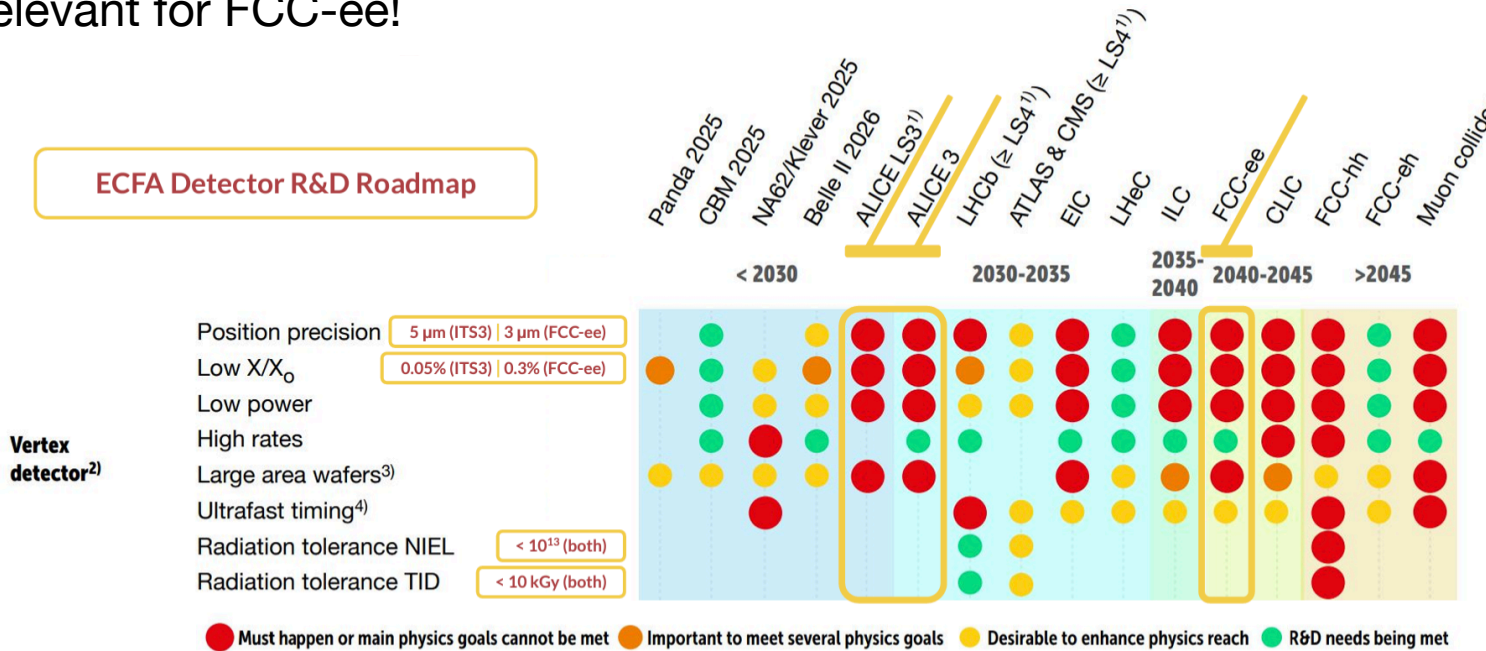 elevant for FCC-ee!
ECFA Detector R&D Roadmap
Panda 2025
CBM 2025
NA62/Klever 2025
Belle II 2026
ALICE LS3¹⁾
ALICE 3
LHCb (≥ LS4¹⁾)
ATLAS & CMS (≥ LS4¹⁾)
EIC
LHeC
ILC
FCC-ee
CLIC
FCC-hh
FCC-eh
Muon collide
< 2030
2030-2035
2035-
2040
2040-2045
>2045
Vertex
detector²⁾
Position precision 5 µm (ITS3) | 3 µm (FCC-ee)
Low X/X₀ 0.05% (ITS3) | 0.3% (FCC-ee)
Low power
High rates
Large area wafers³⁾
Ultrafast timing⁴⁾
Radiation tolerance NIEL < 10¹³ (both)
Radiation tolerance TID < 10 kGy (both)
Must happen or main physics goals cannot be met Important to meet several physics goals Desirable to enhance physics reach R&D needs being met